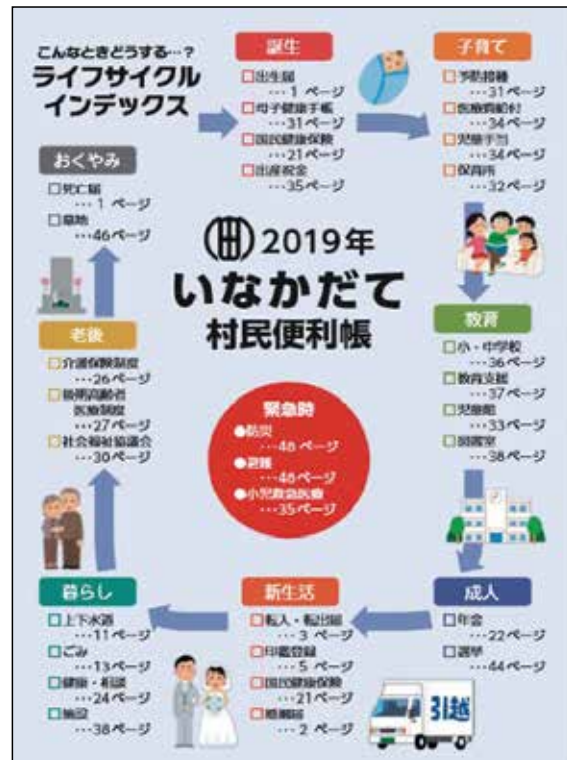 こんなときどうする…?
ライフサイクル
インデックス
誕生
□出生届
…1 ページ
□母子健康手帳
…31ページ
□国民健康保険
…21ページ
□出産祝金
…35ページ
子育て
□予防接種
…31ページ
□医療費給付
…34ページ
□児童手当
…34ページ
□保育所
…32ページ
教育
□小・中学校
…36ページ
□教育支援
…37ページ
□児童館
…33ページ
□図書室
…38ページ
成人
□年金
…22ページ
□選挙
…44ページ
引越
新生活
□転入・転出届
…3 ページ
□印鑑登録
…5 ページ
□国民健康保険
…21ページ
□婚姻届
…2 ページ
暮らし
□上下水道
…11ページ
□ごみ
…13ページ
□健康・相談
…24ページ
□施設
…38ページ
老後
□介護保険制度
…26ページ
□後期高齢者
医療制度
…27ページ
□社会福祉協議会
…30ページ
おくやみ
□死亡届
…1 ページ
□墓地
…46ページ
2019年
いなかだて
村民便利帳
緊急時
●防災
…48ページ
●避難
…48ページ
●小児救急医療
…35ページ